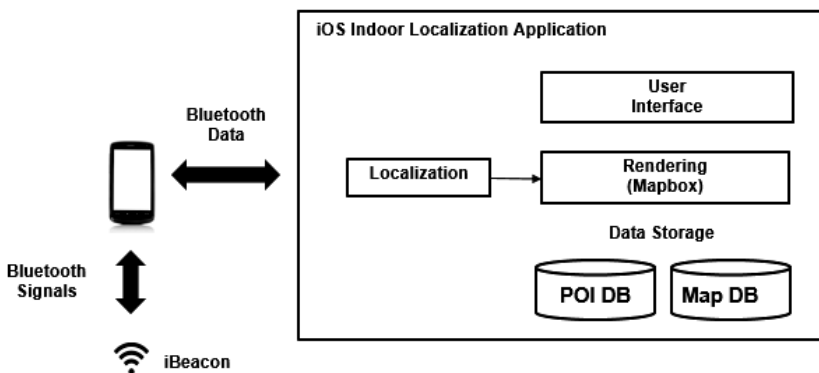 iOS Indoor Localization Application
User
Interface
Bluetooth
Data
Localization
Rendering
(Mapbox)
Data Storage
Bluetooth
Signals
POI DB
Map DB
iBeacon